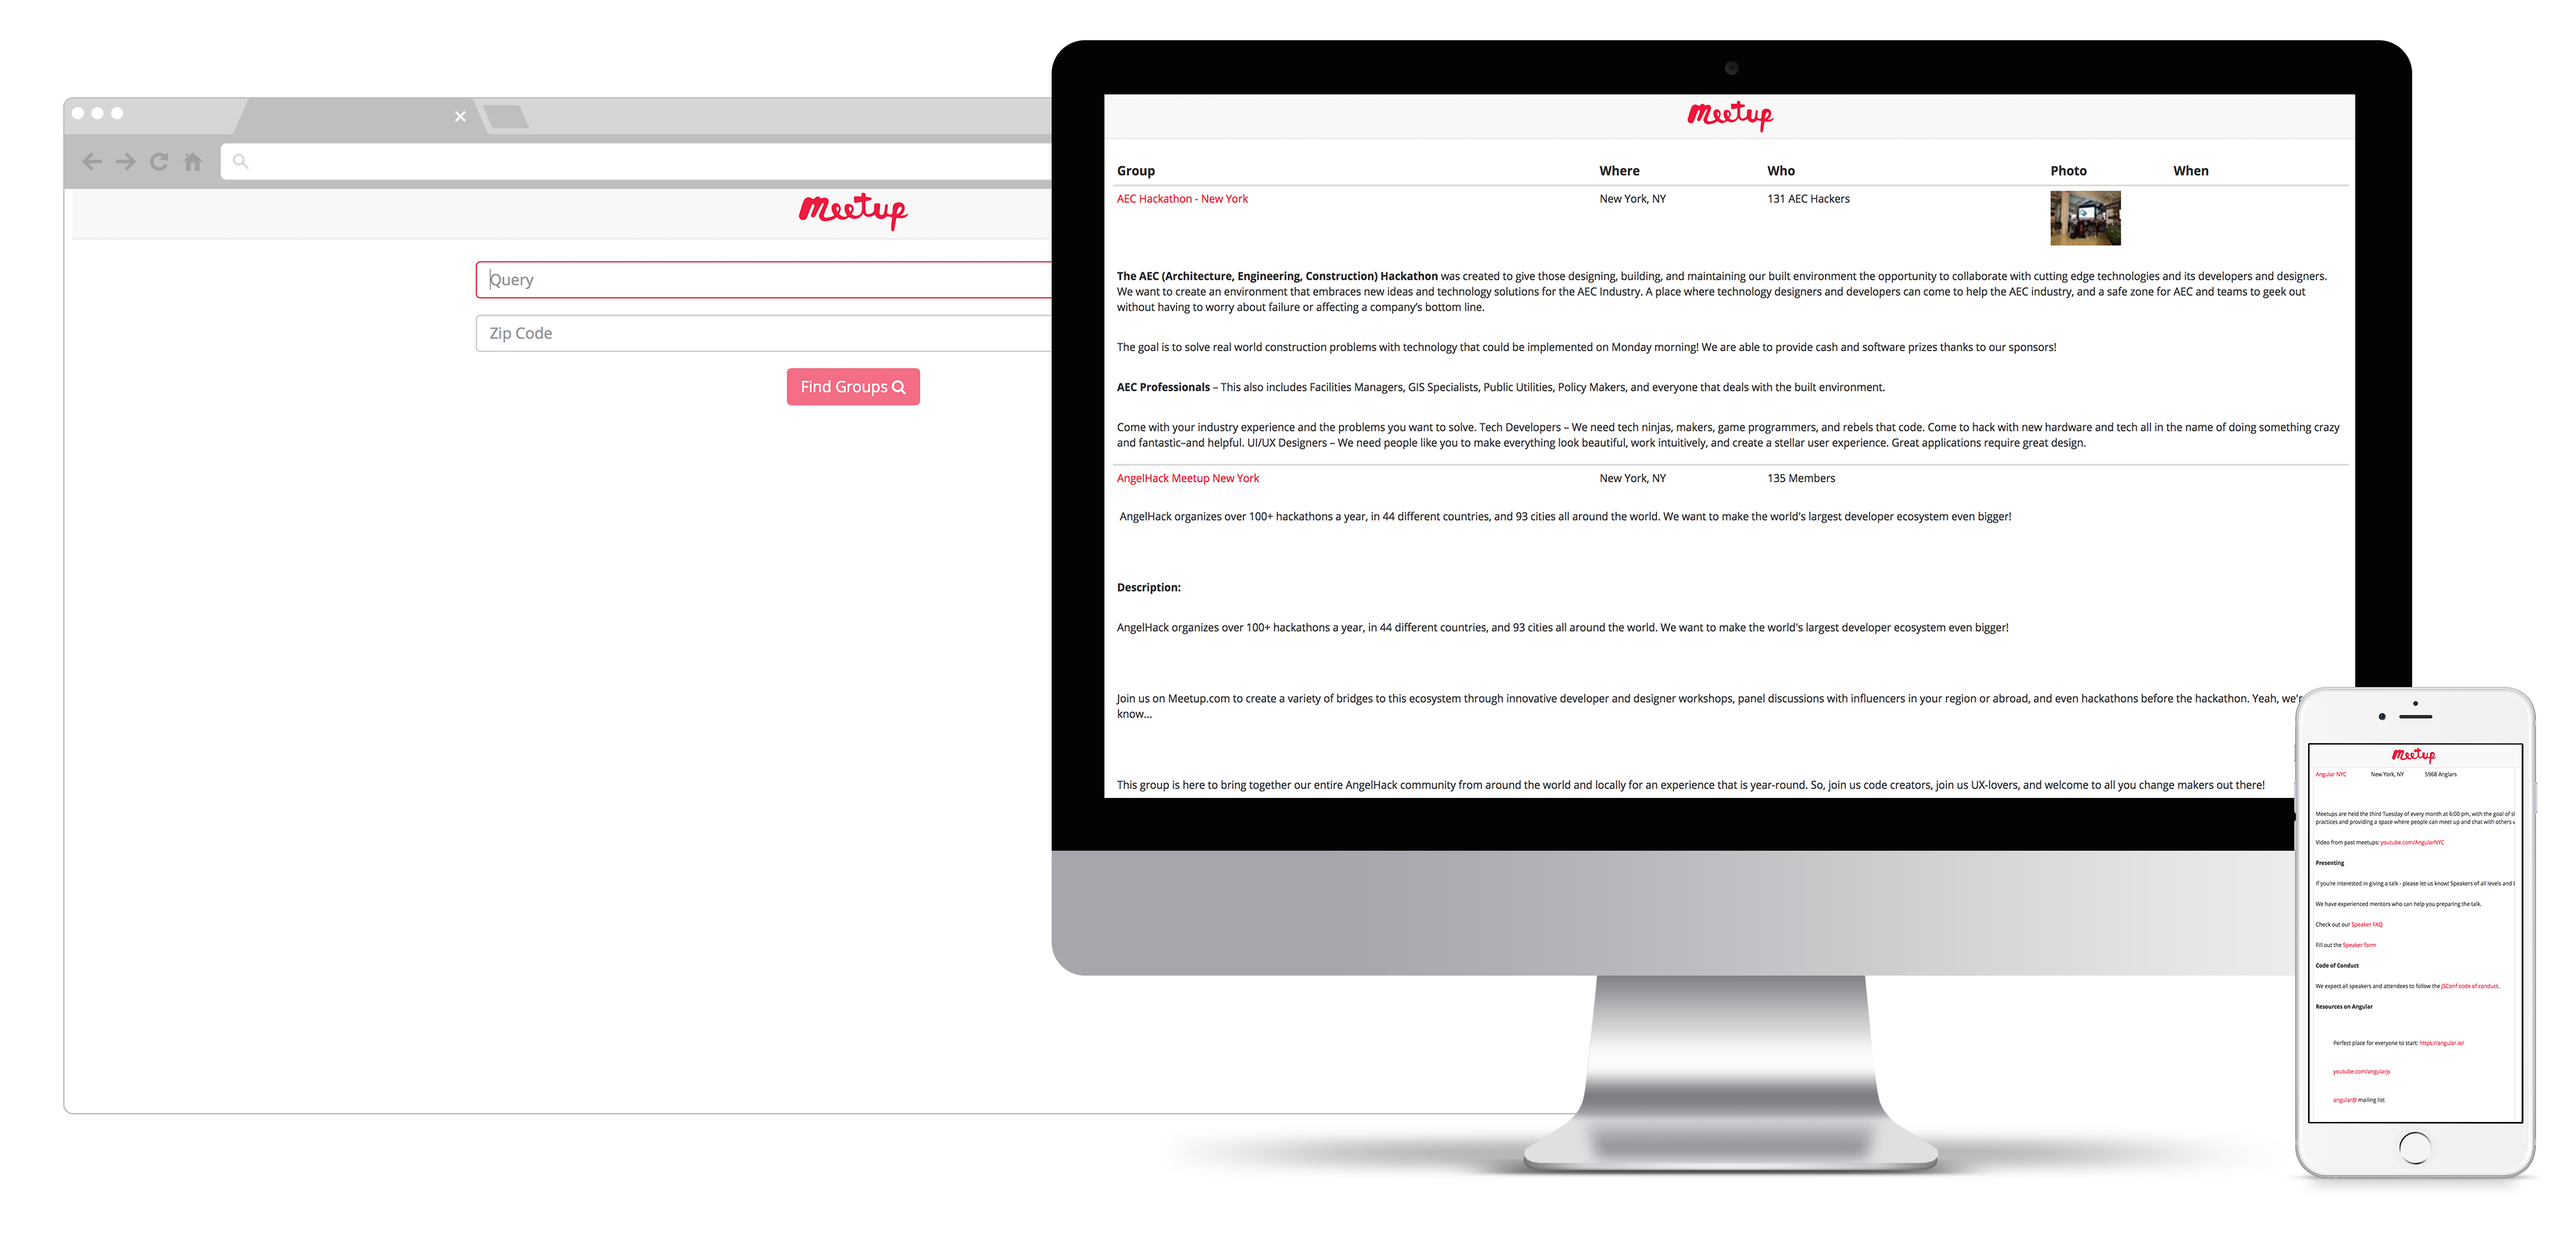 Meetup
Query
Zip Code
Find Groups
Meetup
Group Where Who Photo When
AEC Hackathon - New York New York, NY 131 AEC Hackers
The AEC (Architecture, Engineering, Construction) Hackathon was created to give those designing, building, and maintaining our built environment the opportunity to collaborate with cutting edge technologies and its developers and designers.
We want to create an environment that embraces new ideas and technology solutions for the AEC Industry. A place where technology designers and developers can come to help the AEC industry, and a safe zone for AEC and teams to geek out
without having to worry about failure or affecting a company's bottom line.
The goal is to solve real world construction problems with technology that could be implemented on Monday morning! We are able to provide cash and software prizes thanks to our sponsors!
AEC Professionals – This also includes Facilities Managers, GIS Specialists, Public Utilities, Policy Makers, and everyone that deals with the built environment.
Come with your industry experience and the problems you want to solve. Tech Developers – We need tech ninjas, makers, game programmers, and rebels that code. Come to hack with new hardware and tech all in the name of doing something crazy
and fantastic–and helpful. UI/UX Designers – We need people like you to make everything look beautiful, work intuitively, and create a stellar user experience. Great applications require great design.
AngelHack Meetup New York New York, NY 135 Members
AngelHack organizes over 100+ hackathons a year, in 44 different countries, and 93 cities all around the world. We want to make the world's largest developer ecosystem even bigger!
Description:
AngelHack organizes over 100+ hackathons a year, in 44 different countries, and 93 cities all around the world. We want to make the world's largest developer ecosystem even bigger!
Join us on Meetup.com to create a variety of bridges to this ecosystem through innovative developer and designer workshops, panel discussions with influencers in your region or abroad, and even hackathons before the hackathon. Yeah,
know...
This group is here to bring together our entire AngelHack community from around the world and locally for an experience that is year-round. So, join us code creators, join us UX-lovers, and welcome to all you change makers out there!
Meetup
Angular NYC New York, NY 5968 Anglars
Meetups are held the third Tuesday of every month at 6:00 pm, with the goal of
practices and providing a space where people can meet up and chat with others
Video from past meetups: youtube.com/AngularNYC
Presenting
If you're interested in giving a talk - please let us know! Speakers of all levels and
We have experienced mentors who can help you preparing the talk.
Check out our Speaker FAQ
Fill out the Speaker form
Code of Conduct
We expect all speakers and attendees to follow the JSConf code of conduct.
Resources on Angular
Perfect place for everyone to start: https://angular.io/
youtube.com/angularjs
angular@ mailing list